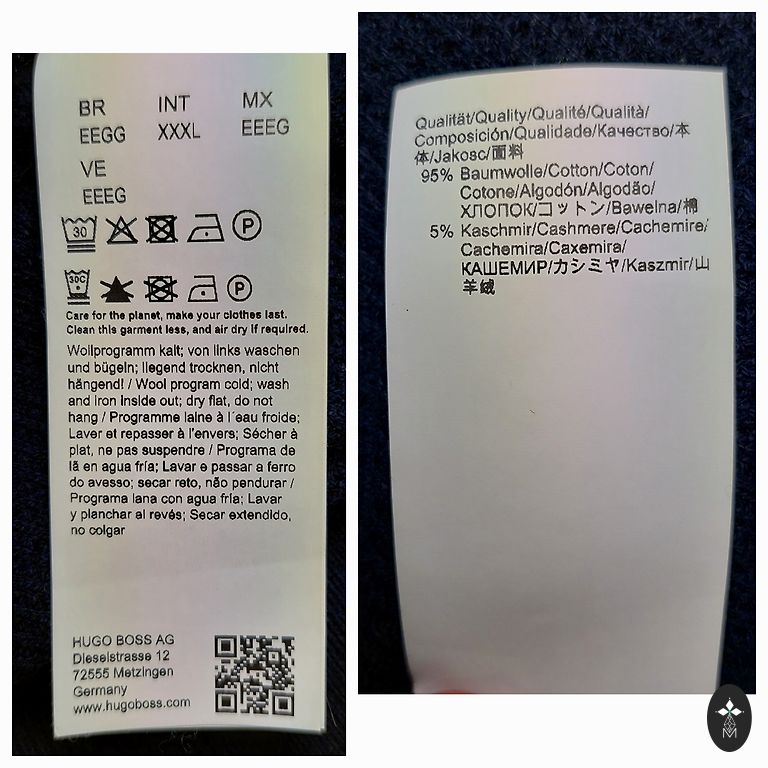 BR INT MX
EEGG XXXL EEEG
VE
EEEG
30 P
30C P
Care for the planet, make your clothes last.
Clean this garment less, and air dry if required.
Wollprogramm kalt; von links waschen
und bügeln; liegend trocknen, nicht
hängend! / Wool program cold; wash
and iron inside out; dry flat, do not
hang / Programme laine à l´eau froide;
Laver et repasser à l'envers; Sécher à
plat, ne pas suspendre / Programa de
lã en agua fría; Lavar e passar a ferro
do avesso; secar reto, não pendurar /
Programa lana con agua fría; Lavar
y planchar al revés; Secar extendido,
no colgar
HUGO BOSS AG
Dieselstrasse 12
72555 Metzingen
Germany
www.hugoboss.com
Qualität/Quality/Qualité/Qualità/
Composición/Qualidade/Качество/本
体/Jakosc/面料
95% Baumwolle/Cotton/Coton/
Cotone/Algodón/Algodão/
ХЛОПОК/コットン/Bawelna/棉
5% Kaschmir/Cashmere/Cachemire/
Cachemira/Caxemira/
КАШЕМИР/カシミヤ/Kaszmir/山
羊绒
M